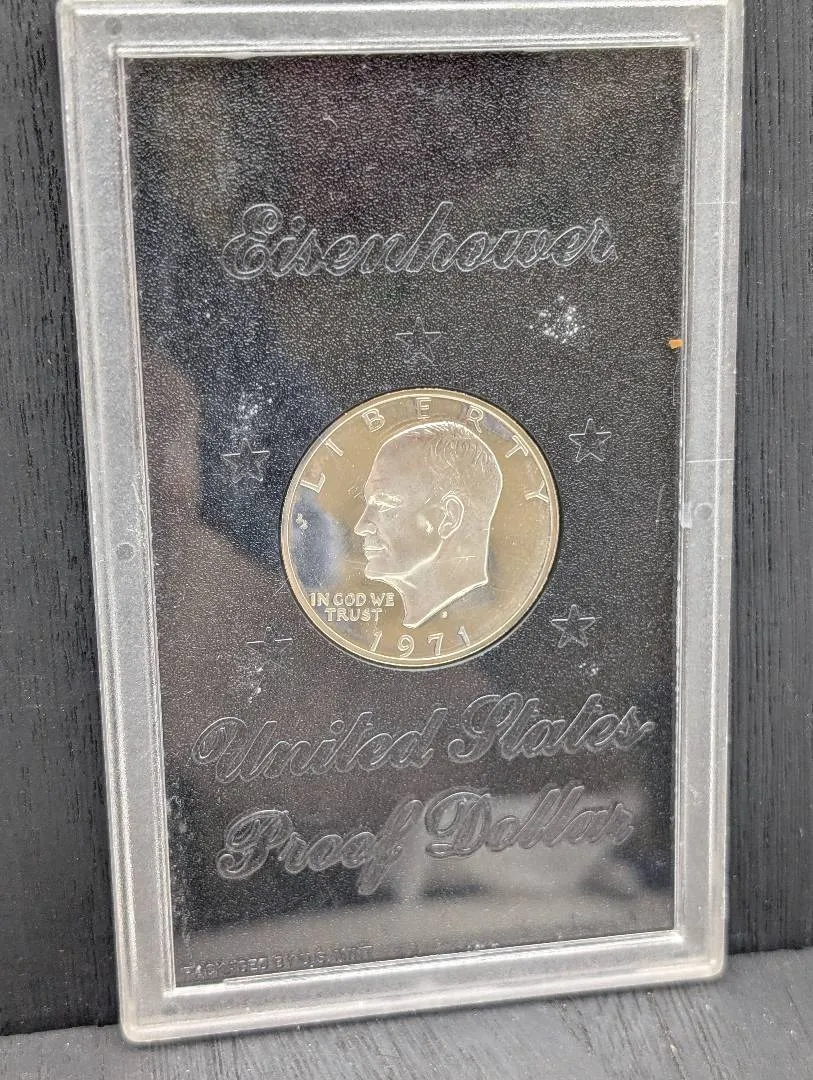 Eisenhower
LIBERTY
IN GOD WE
TRUST
S
1971
United States
Proof Dollar
PACKAGED BY U.S. MINT